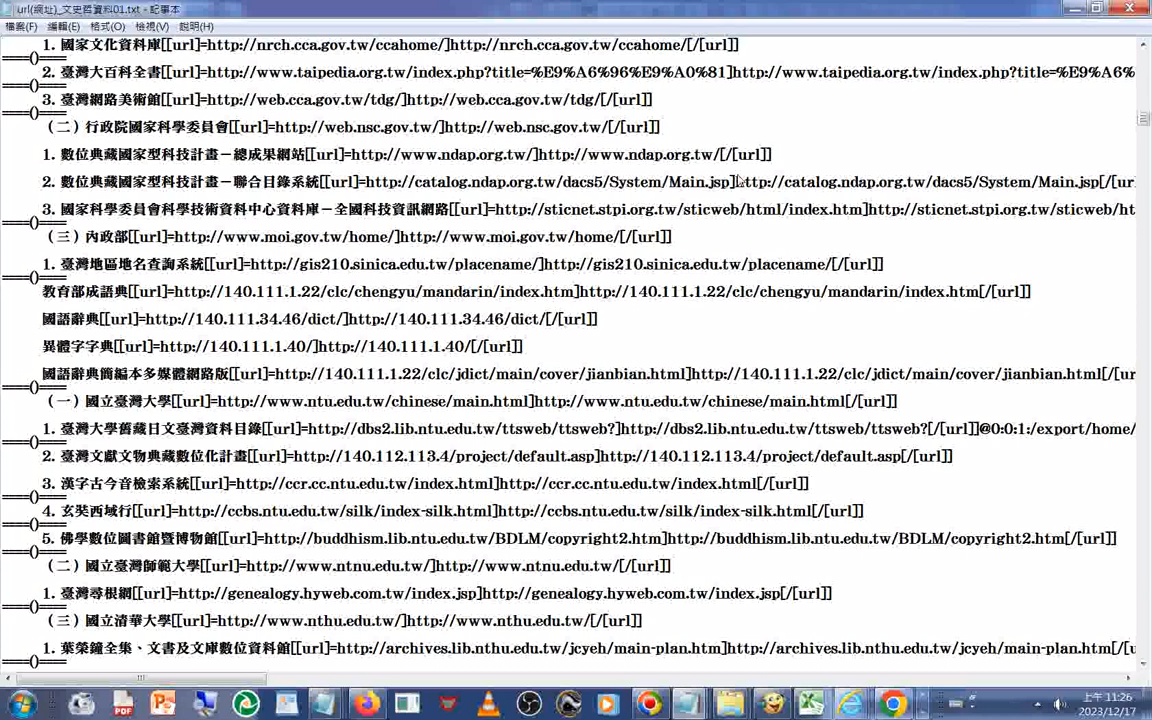 url(網址)_文史哲資料01.txt - 記事本
檔案(F) 編輯(E) 格式(O) 檢視(V) 說明(H)
1. 國家文化資料庫[[url]=http://nrch.cca.gov.tw/ccahome/]http://nrch.cca.gov.tw/ccahome/[/[url]]
====()====
2. 臺灣大百科全書[[url]=http://www.taipedia.org.tw/index.php?title=%E9%A6%96%E9%A0%81]http://www.taipedia.org.tw/index.php?title=%E9%A6%
====()====
3. 臺灣網路美術館[[url]=http://web.cca.gov.tw/tdg/]http://web.cca.gov.tw/tdg/[/[url]]
====()====
（二）行政院國家科學委員會[[url]=http://web.nsc.gov.tw/]http://web.nsc.gov.tw/[/[url]]
1. 數位典藏國家型科技計畫－總成果網站[[url]=http://www.ndap.org.tw/]http://www.ndap.org.tw/[/[url]]
2. 數位典藏國家型科技計畫－聯合目錄系統[[url]=http://catalog.ndap.org.tw/dacs5/System/Main.jsp]http://catalog.ndap.org.tw/dacs5/System/Main.jsp[/[ur
3. 國家科學委員會科學技術資料中心資料庫－全國科技資訊網路[[url]=http://sticnet.stpi.org.tw/sticweb/html/index.htm]http://sticnet.stpi.org.tw/sticweb/ht
====()====
（三）內政部[[url]=http://www.moi.gov.tw/home/]http://www.moi.gov.tw/home/[/[url]]
1. 臺灣地區地名查詢系統[[url]=http://gis210.sinica.edu.tw/placename/]http://gis210.sinica.edu.tw/placename/[/[url]]
====()====
教育部成語典[[url]=http://140.111.1.22/clc/chengyu/mandarin/index.htm]http://140.111.1.22/clc/chengyu/mandarin/index.htm[/[url]]
國語辭典[[url]=http://140.111.34.46/dict/]http://140.111.34.46/dict/[/[url]]
異體字字典[[url]=http://140.111.1.40/]http://140.111.1.40/[/[url]]
國語辭典簡編本多媒體網路版[[url]=http://140.111.1.22/clc/jdict/main/cover/jianbian.html]http://140.111.1.22/clc/jdict/main/cover/jianbian.html[/[ur
====()====
（一）國立臺灣大學[[url]=http://www.ntu.edu.tw/chinese/main.html]http://www.ntu.edu.tw/chinese/main.html[/[url]]
1. 臺灣大學舊藏日文臺灣資料目錄[[url]=http://dbs2.lib.ntu.edu.tw/ttsweb/ttsweb?]http://dbs2.lib.ntu.edu.tw/ttsweb/ttsweb?[/[url]]@0:0:1:/export/home/
====()====
2. 臺灣文獻文物典藏數位化計畫[[url]=http://140.112.113.4/project/default.asp]http://140.112.113.4/project/default.asp[/[url]]
3. 漢字古今音檢索系統[[url]=http://ccr.cc.ntu.edu.tw/index.html]http://ccr.cc.ntu.edu.tw/index.html[/[url]]
====()====
4. 玄奘西域行[[url]=http://ccbs.ntu.edu.tw/silk/index-silk.html]http://ccbs.ntu.edu.tw/silk/index-silk.html[/[url]]
====()====
5. 佛學數位圖書館暨博物館[[url]=http://buddhism.lib.ntu.edu.tw/BDLM/copyright2.htm]http://buddhism.lib.ntu.edu.tw/BDLM/copyright2.htm[/[url]]
====()====
（二）國立臺灣師範大學[[url]=http://www.ntnu.edu.tw/]http://www.ntnu.edu.tw/[/[url]]
1. 臺灣尋根網[[url]=http://genealogy.hyweb.com.tw/index.jsp]http://genealogy.hyweb.com.tw/index.jsp[/[url]]
====()====
（三）國立清華大學[[url]=http://www.nthu.edu.tw/]http://www.nthu.edu.tw/[/[url]]
1. 葉榮鐘全集、文書及文庫數位資料館[[url]=http://archives.lib.nthu.edu.tw/jcyeh/main-plan.htm]http://archives.lib.nthu.edu.tw/jcyeh/main-plan.htm[/[u
====()====
上午 11:26
2023/12/17